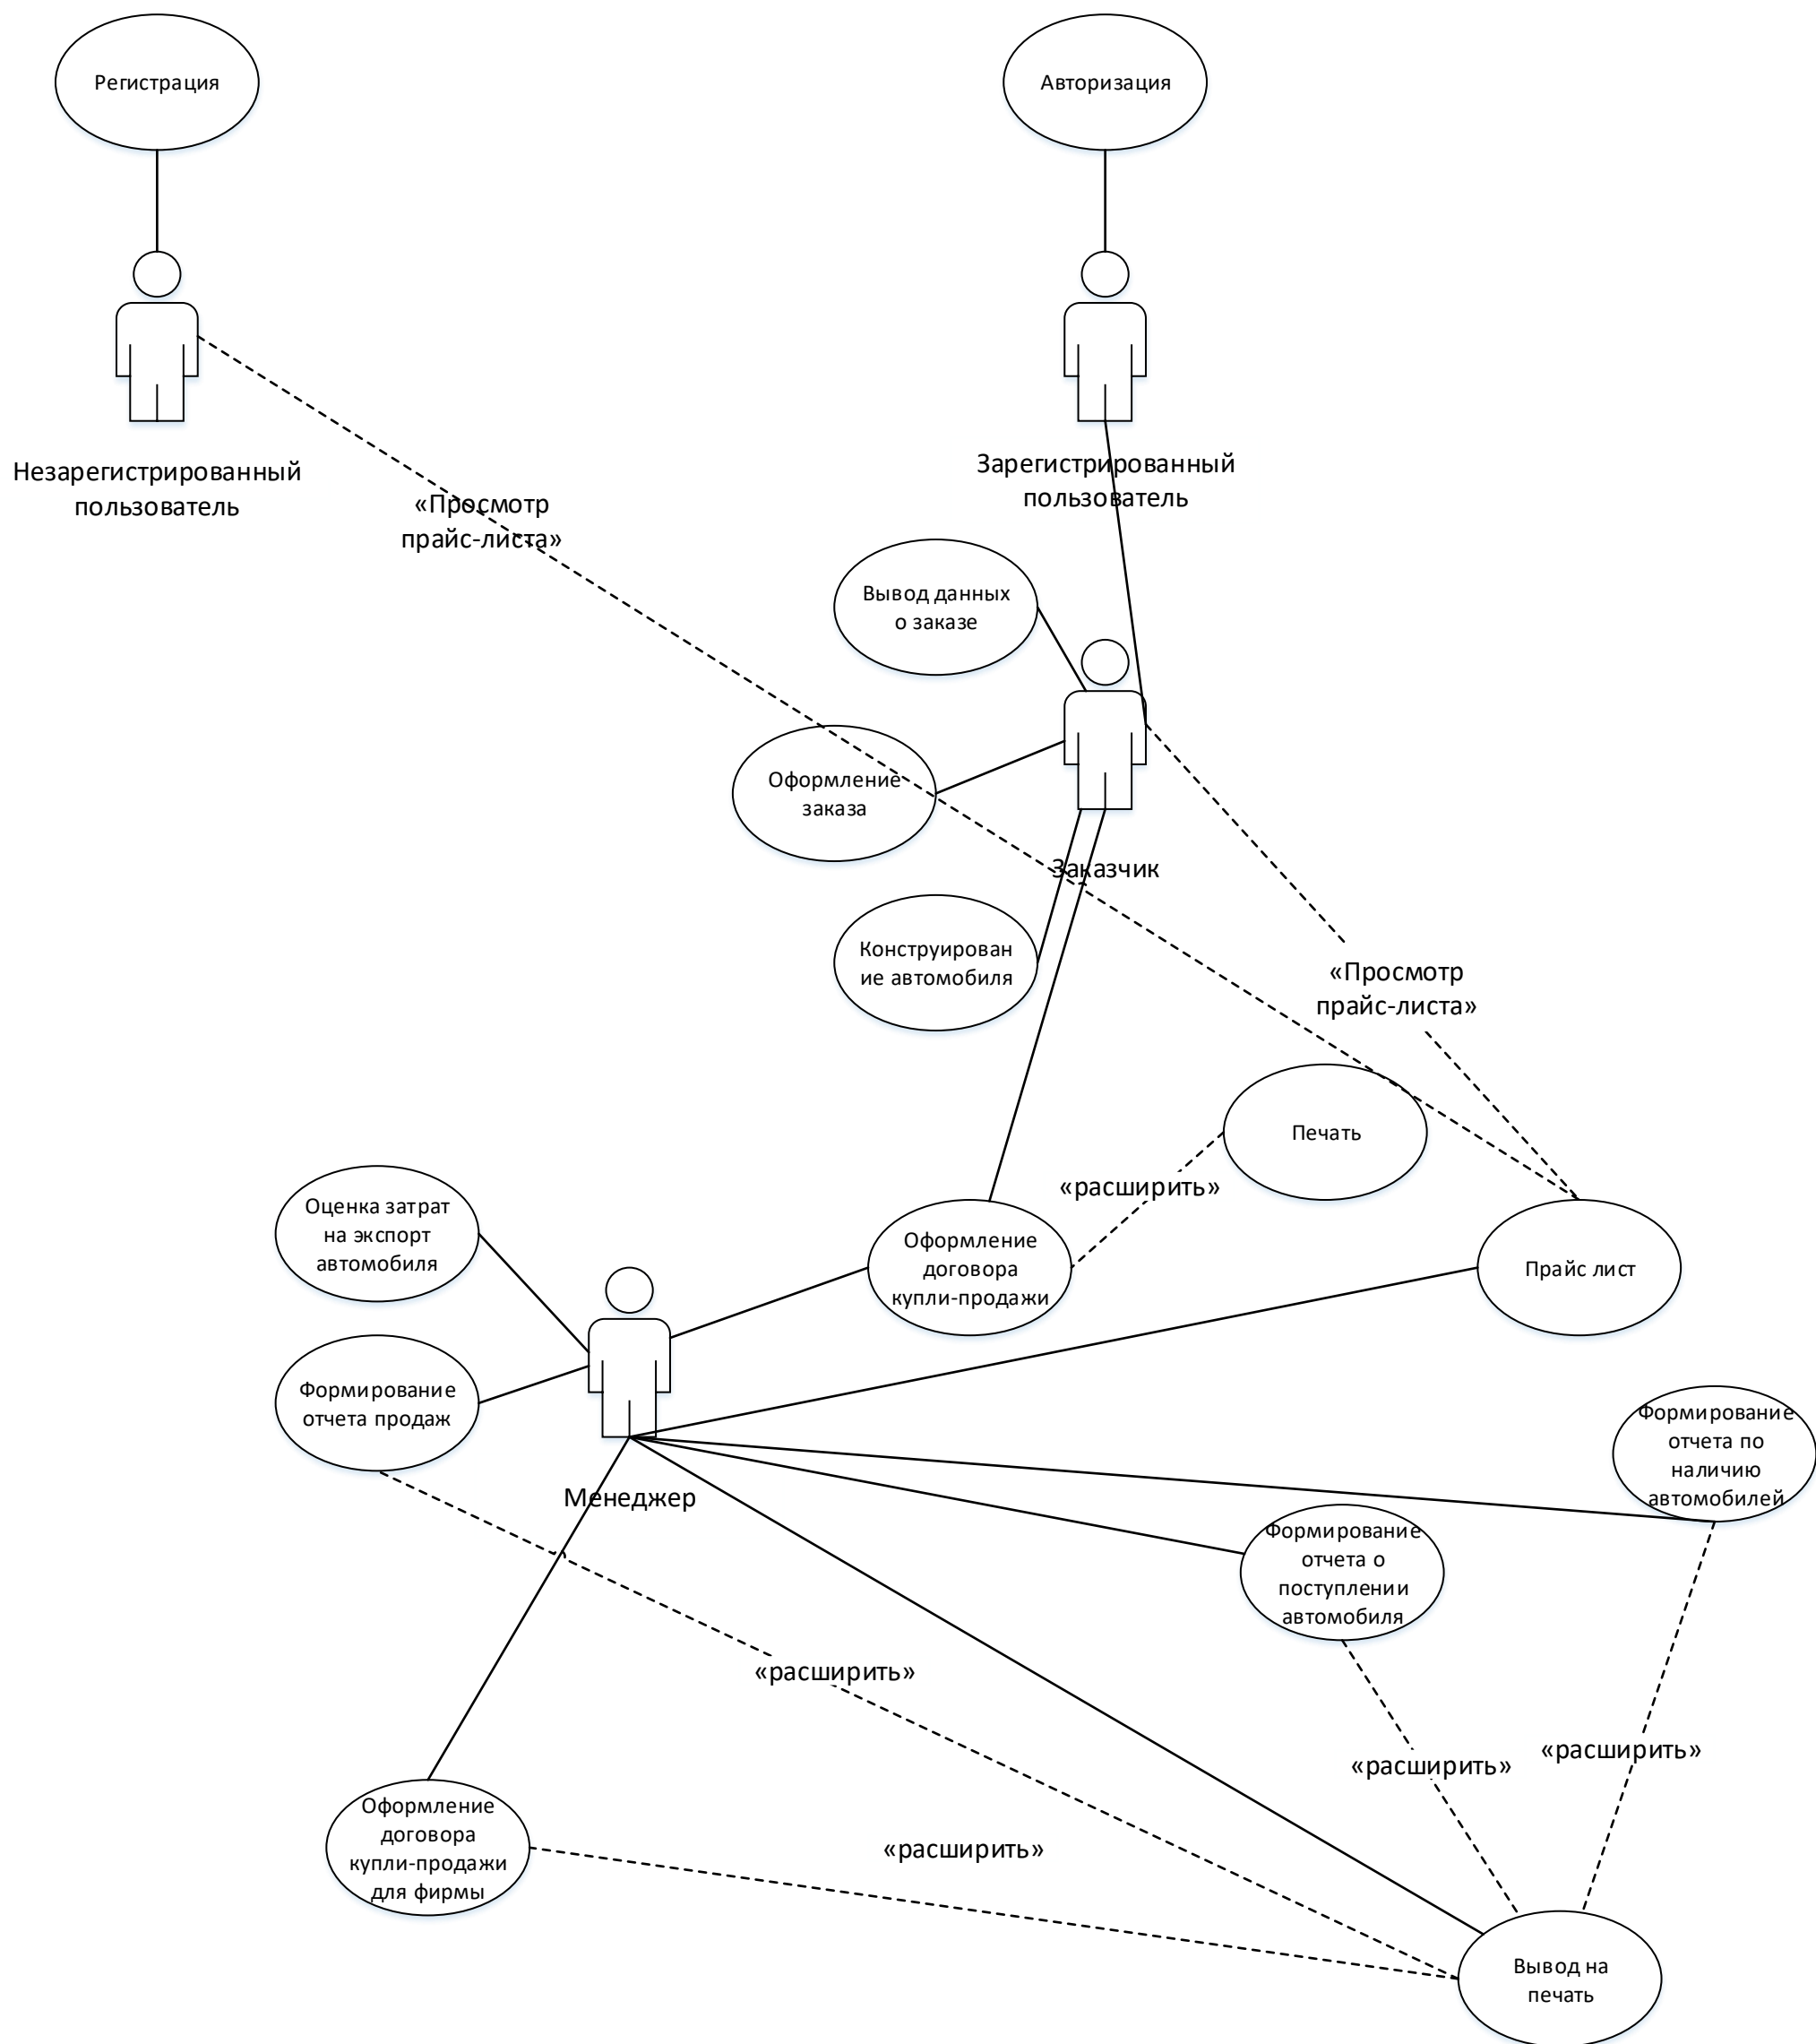 Регистрация
Авторизация
Незарегистрированный
пользователь
Зарегистрированный
пользователь
«Просмотр
прайс-листа»
Вывод данных
о заказе
Оформление
заказа
Заказчик
Конструирован
ие автомобиля
«Просмотр
прайс-листа»
Печать
«расширить»
Оценка затрат
на экспорт
автомобиля
Оформление
договора
купли-продажи
Прайс лист
Формирование
отчета продаж
Менеджер
Формирование
отчета по
наличию
автомобилей
Формирование
отчета о
поступлении
автомобиля
«расширить»
«расширить»
«расширить»
Оформление
договора
купли-продажи
для фирмы
«расширить»
Вывод на
печать